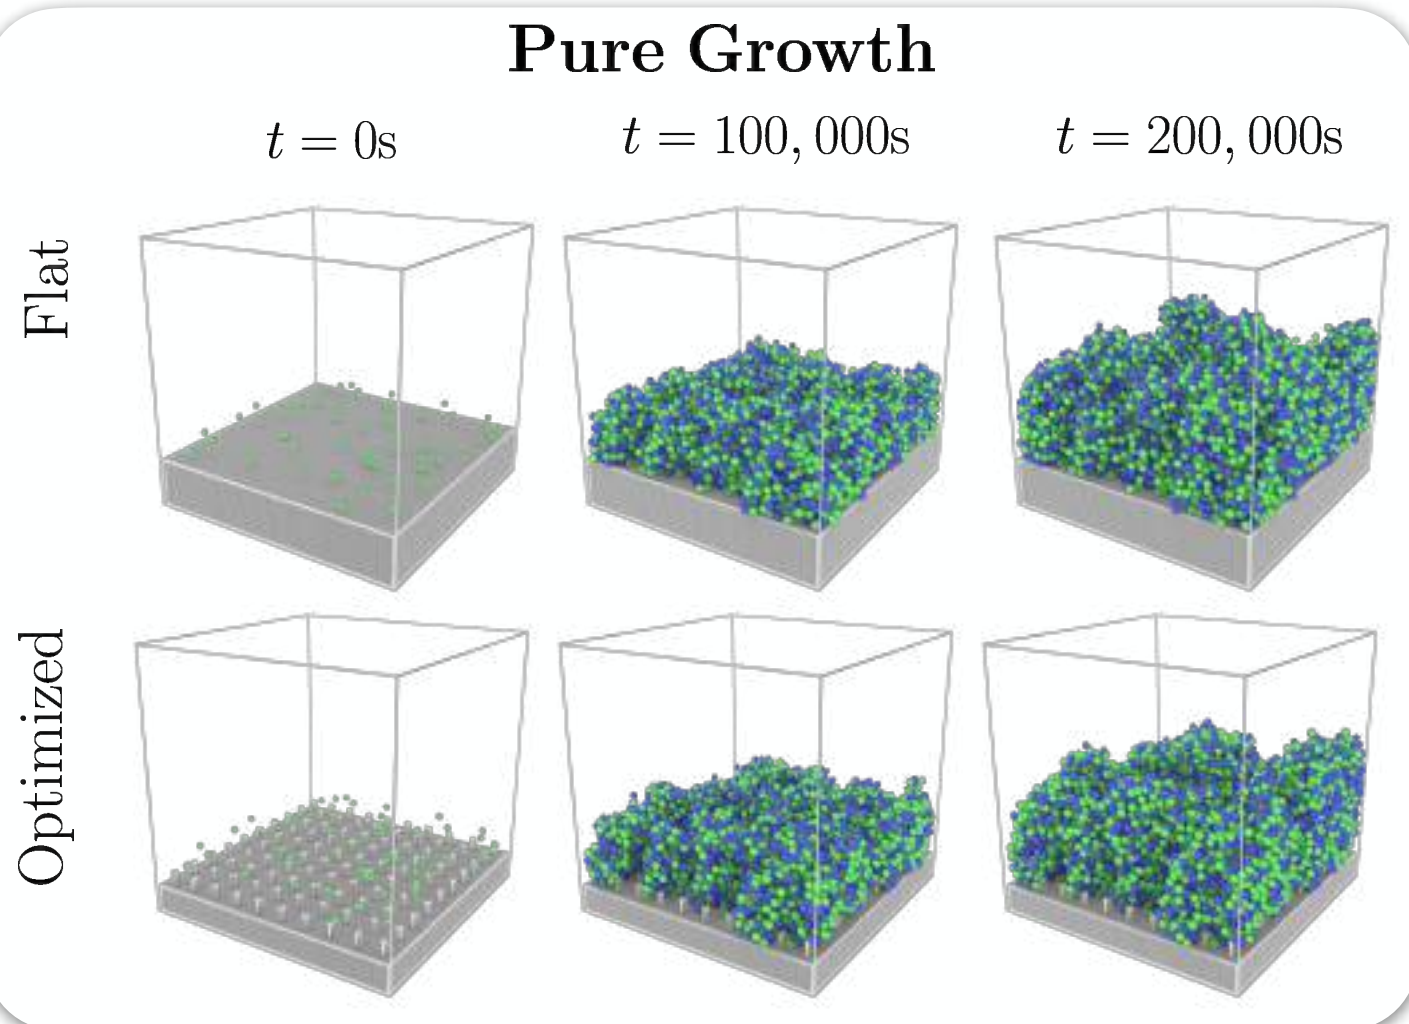 Pure Growth
t = 0s
t = 100, 000s
t = 200, 000s
Flat
Optimized